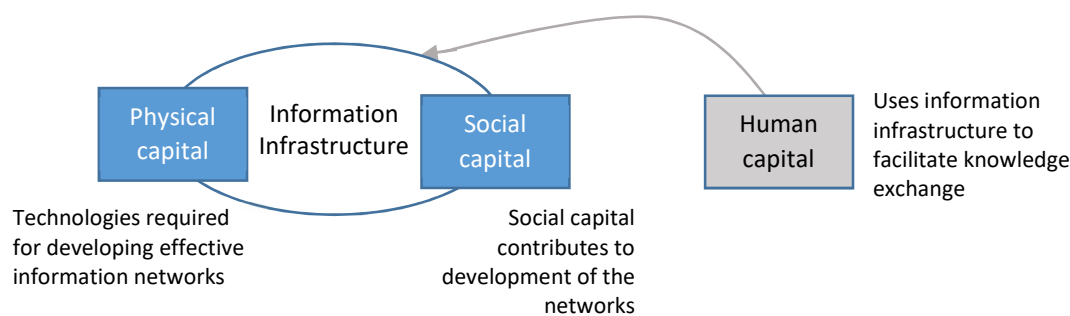 Physical
capital
Information
Infrastructure
Social
capital
Human
capital
Uses information
infrastructure to
facilitate knowledge
exchange
Technologies required
for developing effective
information networks
Social capital
contributes to
development of the
networks